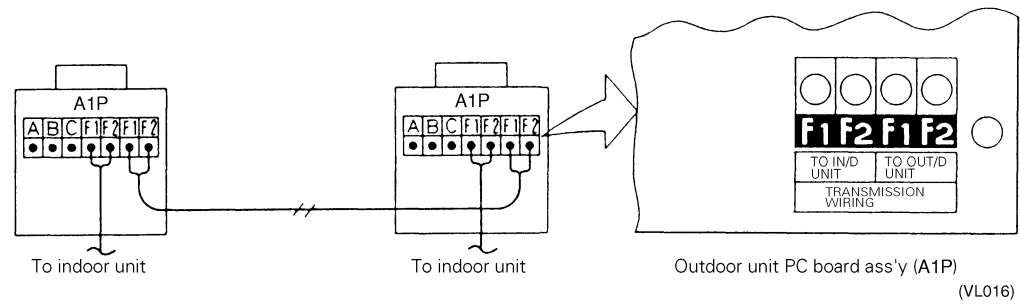 A1P
A B C F1 F2 F1 F2
To indoor unit
A1P
A B C F1 F2 F1 F2
To indoor unit
F1 F2 F1 F2
TO IN/D UNIT
TO OUT/D UNIT
TRANSMISSION WIRING
Outdoor unit PC board ass'y (A1P)
(VL016)